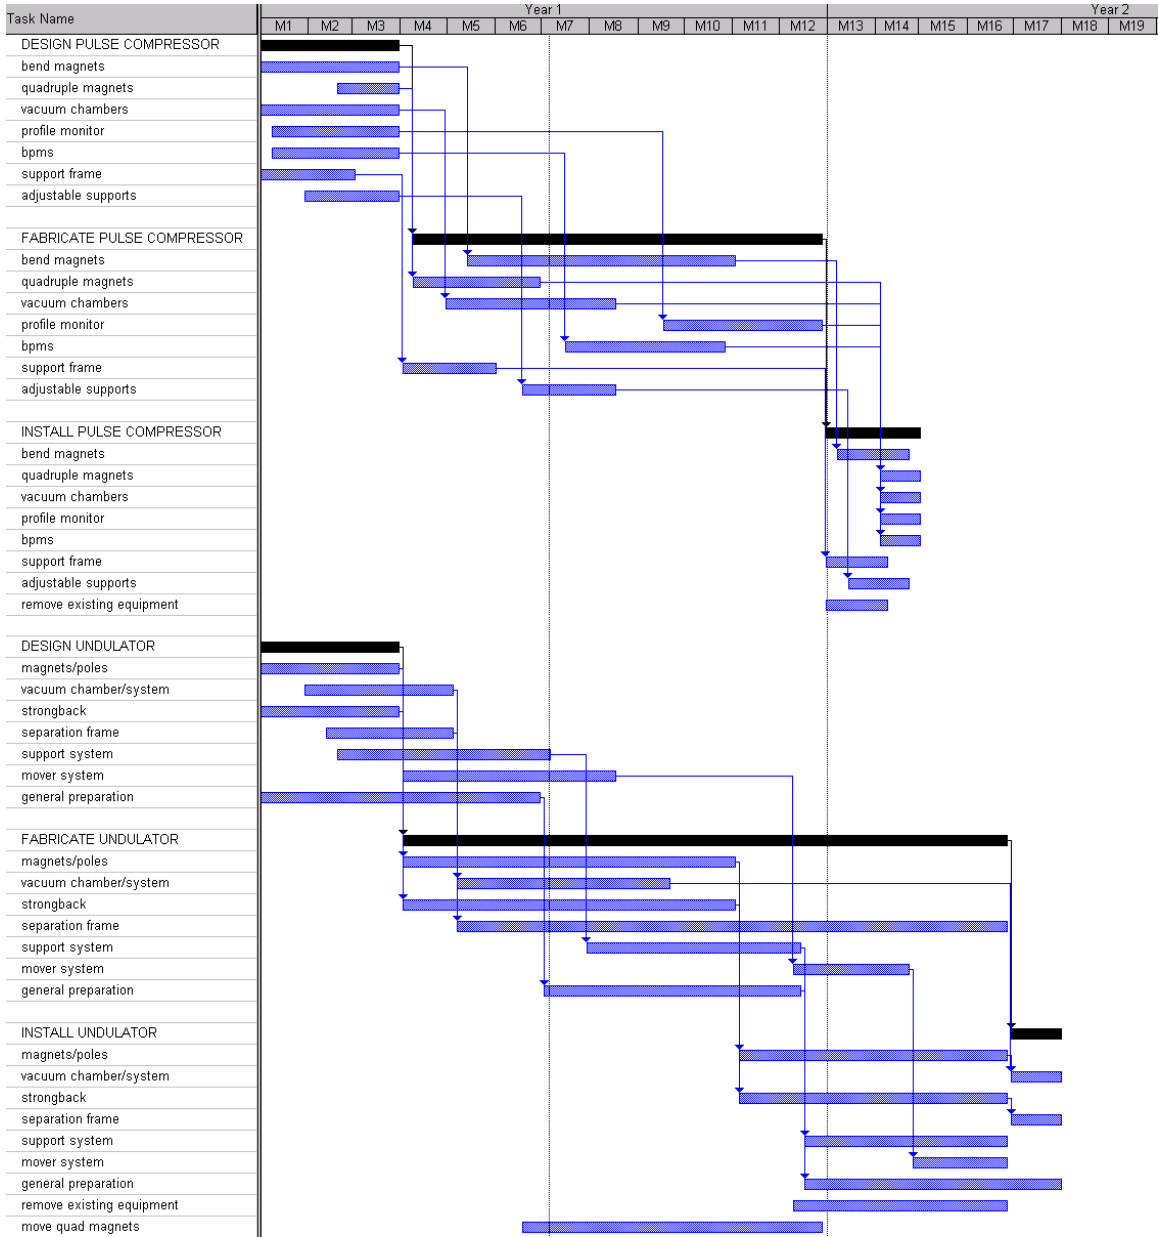 Task Name
Year 1 Year 2
M1 M2 M3 M4 M5 M6 M7 M8 M9 M10 M11 M12 M13 M14 M15 M16 M17 M18 M19
DESIGN PULSE COMPRESSOR
bend magnets
quadruple magnets
vacuum chambers
profile monitor
bpms
support frame
adjustable supports
FABRICATE PULSE COMPRESSOR
bend magnets
quadruple magnets
vacuum chambers
profile monitor
bpms
support frame
adjustable supports
INSTALL PULSE COMPRESSOR
bend magnets
quadruple magnets
vacuum chambers
profile monitor
bpms
support frame
adjustable supports
remove existing equipment
DESIGN UNDULATOR
magnets/poles
vacuum chamber/system
strongback
separation frame
support system
mover system
general preparation
FABRICATE UNDULATOR
magnets/poles
vacuum chamber/system
strongback
separation frame
support system
mover system
general preparation
INSTALL UNDULATOR
magnets/poles
vacuum chamber/system
strongback
separation frame
support system
mover system
general preparation
remove existing equipment
move quad magnets